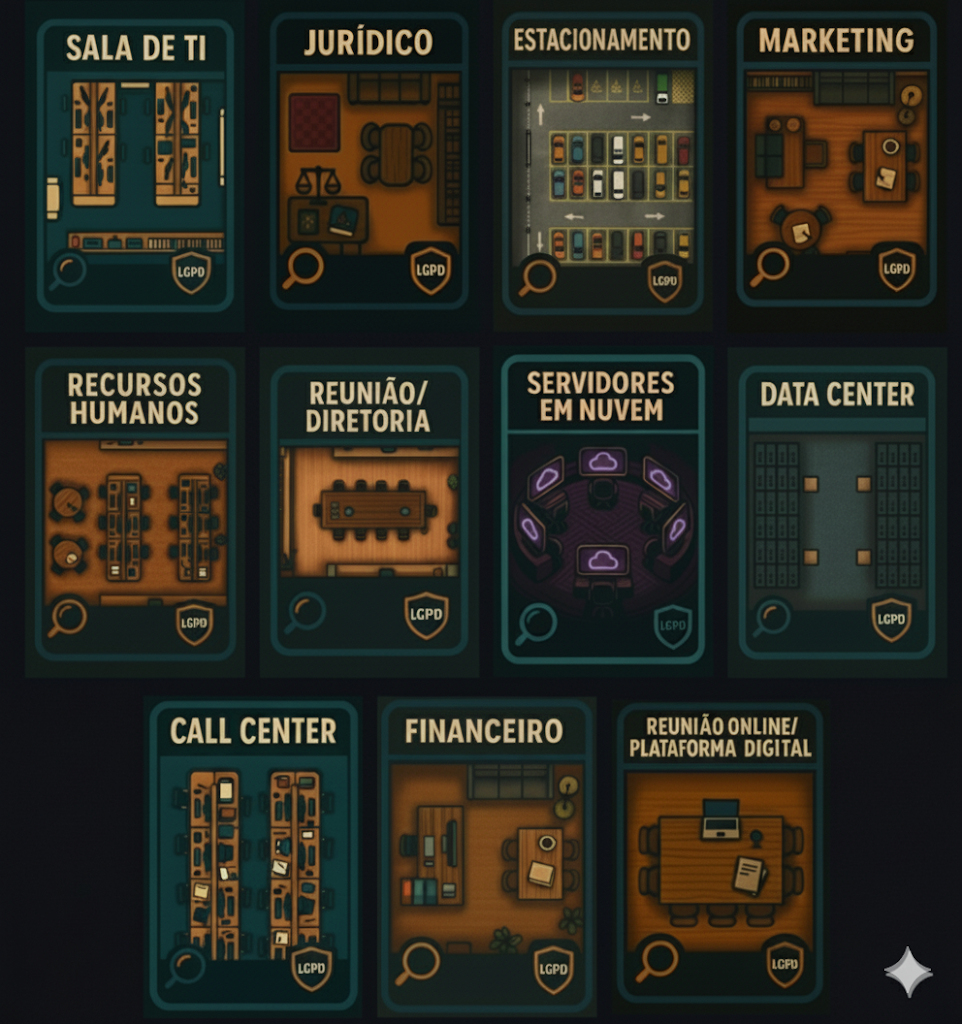 SALA DE TI
JURÍDICO
ESTACIONAMENTO
MARKETING
LGPD
LGPD
LGPD
LGPD
RECURSOS
HUMANOS
REUNIÃO/
DIRETORIA
SERVIDORES
EM NUVEM
DATA CENTER
LGPD
LGPD
LGPD
LGPD
CALL CENTER
FINANCEIRO
REUNIÃO ONLINE/
PLATAFORMA DIGITAL
LGPD
LGPD
LGPD